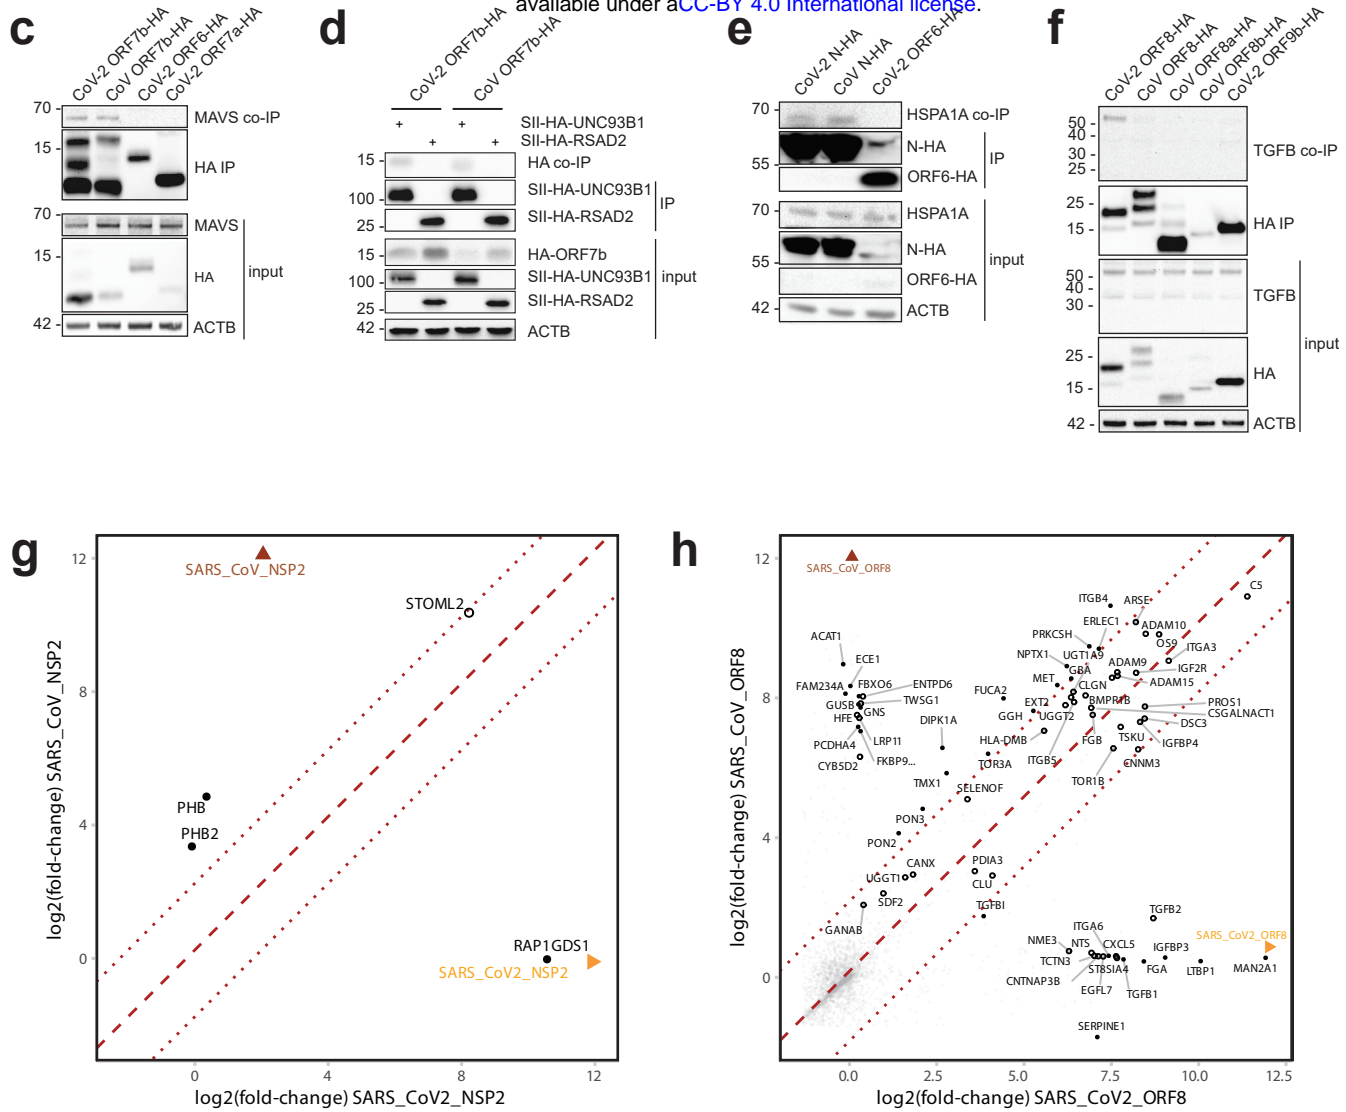 available under aCC-BY 4.0 International license.
c
CoV-2 ORF7b-HA
CoV ORF7b-HA
CoV-2 ORF6-HA
CoV-2 ORF7a-HA
70 -
MAVS co-IP
15 -
HA IP
70 -
MAVS
15 -
HA
input
42 -
ACTB
d
CoV-2 ORF7b-HA
CoV ORF7b-HA
+ + SII-HA-UNC93B1
+ + SII-HA-RSAD2
15 -
HA co-IP
100 -
SII-HA-UNC93B1
IP
25 -
SII-HA-RSAD2
15 -
HA-ORF7b
100 -
SII-HA-UNC93B1
input
25 -
SII-HA-RSAD2
42 -
ACTB
e
CoV-2 N-HA
CoV N-HA
CoV-2 ORF6-HA
70 -
HSPA1A co-IP
N-HA
IP
55 -
ORF6-HA
70 -
HSPA1A
N-HA
input
55 -
ORF6-HA
42 -
ACTB
f
CoV-2 ORF8-HA
CoV ORF8-HA
CoV ORF8a-HA
CoV ORF8b-HA
CoV-2 ORF9b-HA
50 -
40 -
30 -
25 -
TGFB co-IP
25 -
15 -
HA IP
50 -
40 -
30 -
TGFB
input
25 -
15 -
HA
42 -
ACTB
g
log2(fold-change) SARS_CoV_NSP2
12
8
4
0
SARS_CoV_NSP2
STOML2
PHB
PHB2
RAP1GDS1
SARS_CoV2_NSP2
0 4 8 12
log2(fold-change) SARS_CoV2_NSP2
h
log2(fold-change) SARS_CoV_ORF8
12
8
4
0
SARS_CoV_ORF8
C5
ITGB4
ARSE
ERLEC1
ADAM10
PRKCSH
OS9
ITGA3
ACAT1
NPTX1
UGT1A9
ECE1
GBA
ADAM9
IGF2R
MET
ADAM15
FAM234A
FBXO6
ENTPD6
FUCA2
CLGN
GUSB
TWSG1
EXT2
BMPR1B
PROS1
GNS
GGH
CSGALNACT1
HFE
DIPK1A
UGGT2
DSC3
PCDHA4
LRP11
HLA-DMB
FGB
TSKU
IGFBP4
CYB5D2
FKBP9...
TOR3A
ITGB5
CNNM3
TMX1
TOR1B
SELENOF
PON3
PON2
CANX
PDIA3
UGGT1
CLU
SDF2
TGFBI
GANAB
TGFB2
ITGA6
NME3
NTS
CXCL5
IGFBP3
SARS_CoV2_ORF8
TCTN3
ST8SIA4
FGA
LTBP1
MAN2A1
CNTNAP3B
EGFL7
TGFB1
SERPINE1
0.0 2.5 5.0 7.5 10.0 12.5
log2(fold-change) SARS_CoV2_ORF8